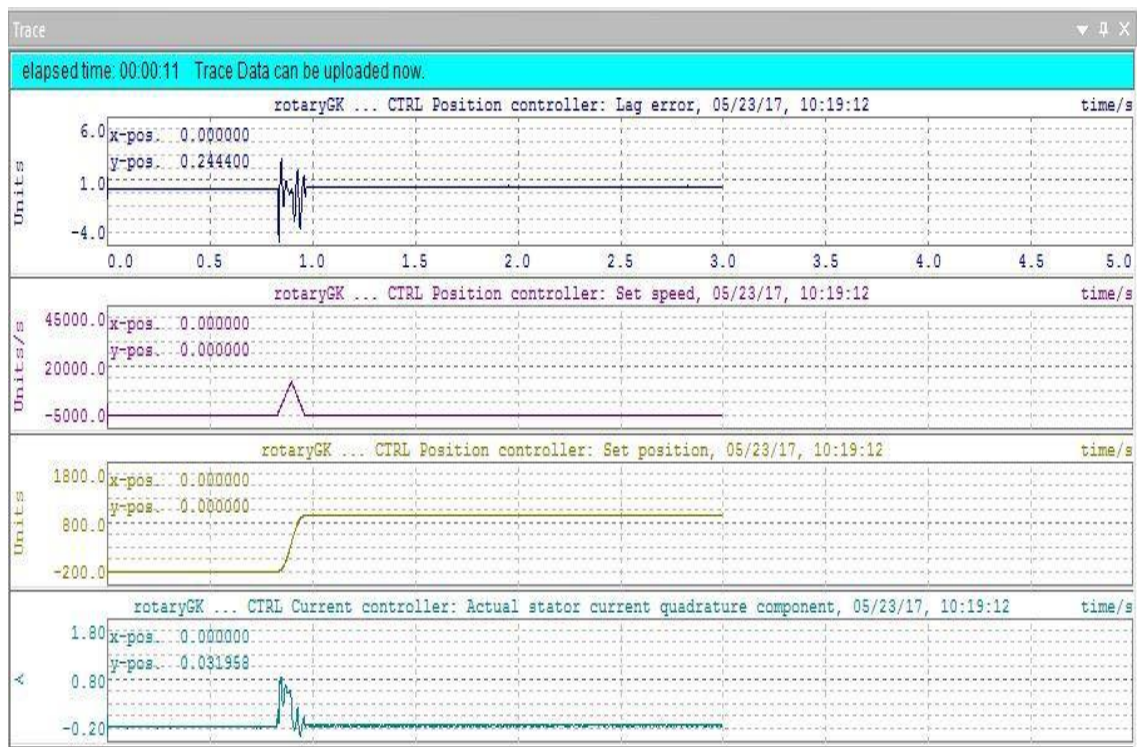 Trace
elapsed time: 00:00:11 Trace Data can be uploaded now.
rotaryGK ... CTRL Position controller: Lag error, 05/23/17, 10:19:12 time/s
6.0 x-pos. 0.000000
y-pos. 0.244400
Units
1.0
-4.0
0.0 0.5 1.0 1.5 2.0 2.5 3.0 3.5 4.0 4.5 5.0
rotaryGK ... CTRL Position controller: Set speed, 05/23/17, 10:19:12 time/s
45000.0 x-pos. 0.000000
y-pos. 0.000000
Units/s
20000.0
-5000.0
rotaryGK ... CTRL Position controller: Set position, 05/23/17, 10:19:12 time/s
1800.0 x-pos. 0.000000
y-pos. 0.000000
Units
800.0
-200.0
rotaryGK ... CTRL Current controller: Actual stator current quadrature component, 05/23/17, 10:19:12 time/s
1.80 x-pos. 0.000000
y-pos. 0.031958
A
0.80
-0.20